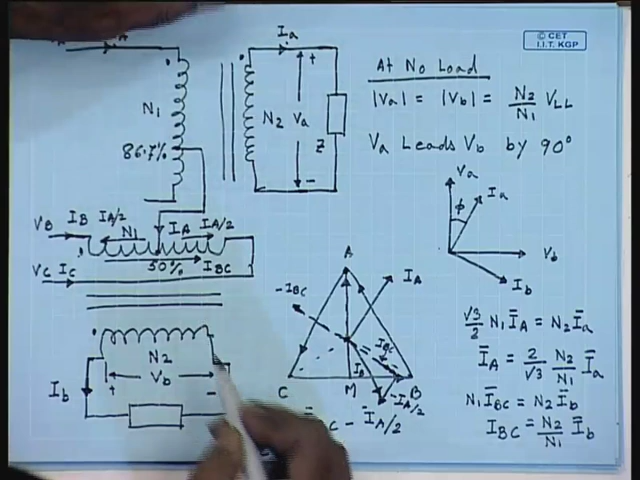 © CET
I.I.T. KGP
Ia
N1
86.7%
+
N2 Va
Z
-
At No Load
|Va| = |Vb| = N2/N1 VLL
Va Leads Vb by 90°
Va
Ia
φ
Vb
Ib
VB IB IA/2 N1 IA IA/2
VC IC 50% IBC
N2
Ib + Vb -
A
IA
-IBC
IBC
IB
C M B
-IA/2
C - ĪA/2
√3/2 N1 ĪA = N2 Īa
ĪA = 2/√3 N2/N1 Īa
N1 ĪBC = N2 Īb
IBC = N2/N1 Īb